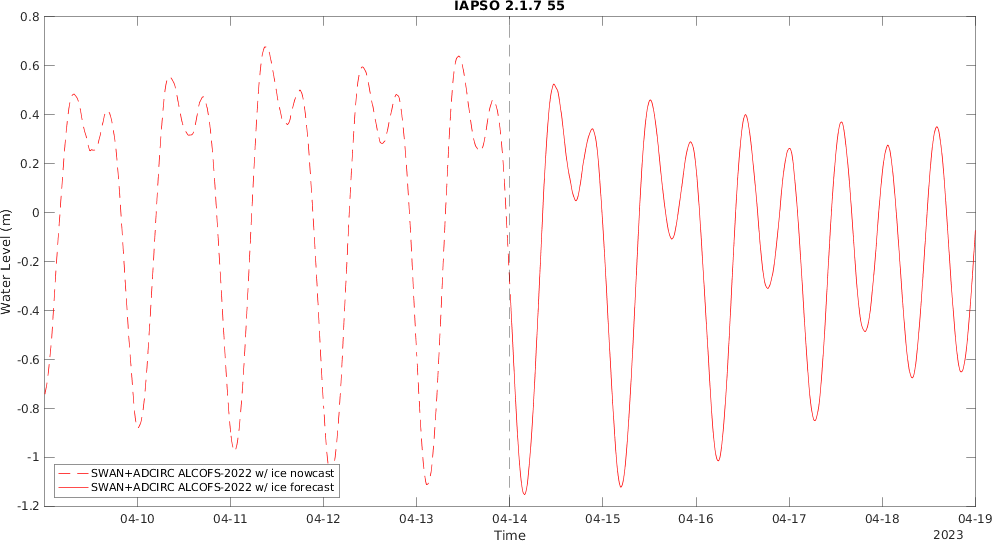 IAPSO 2.1.7 55
0.8
0.6
0.4
0.2
0
-0.2
-0.4
-0.6
-0.8
-1
-1.2
Water Level (m)
SWAN+ADCIRC ALCOFS-2022 w/ ice nowcast
SWAN+ADCIRC ALCOFS-2022 w/ ice forecast
04-10 04-11 04-12 04-13 04-14 04-15 04-16 04-17 04-18 04-19
Time
2023